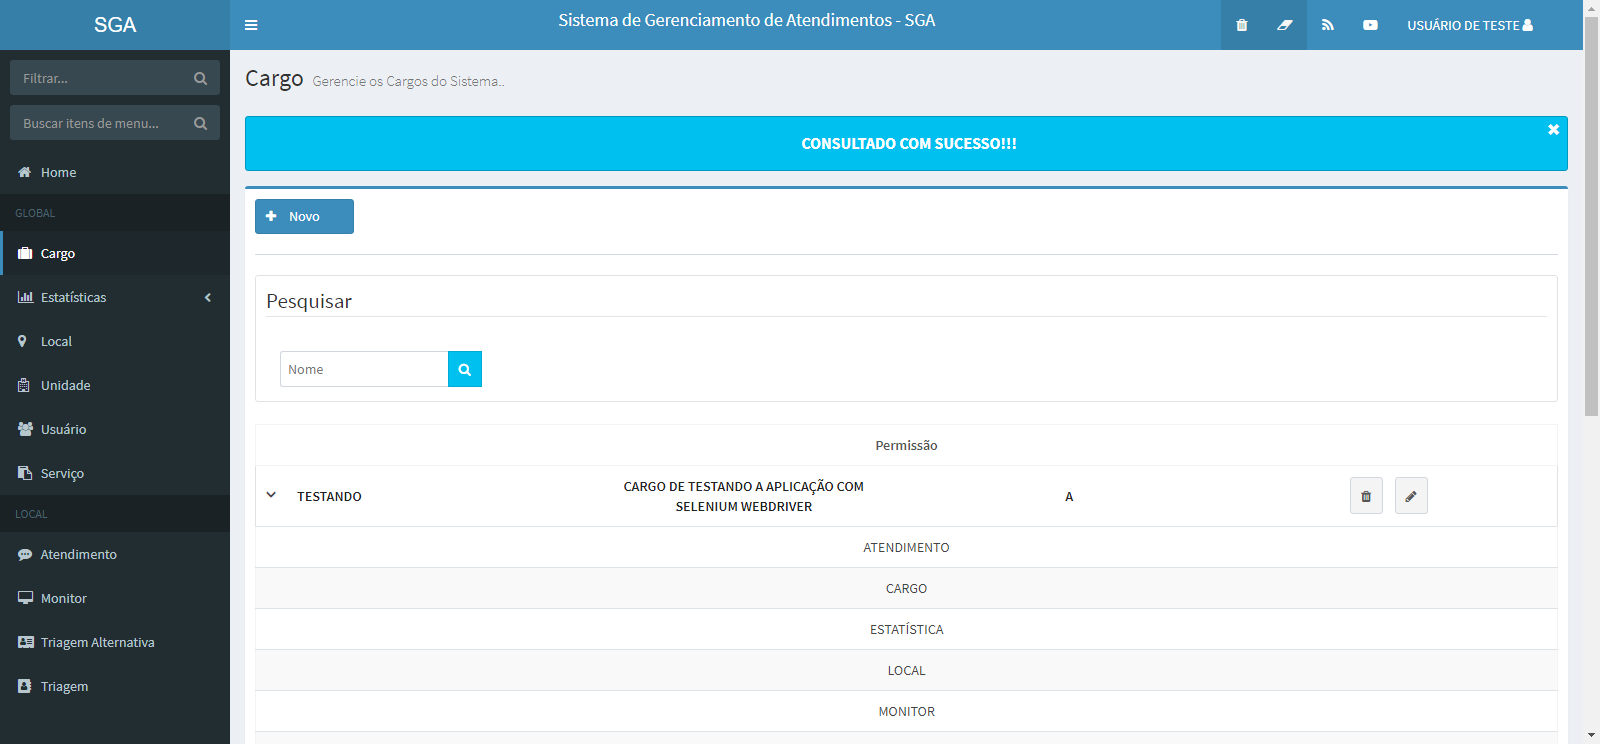 SGA
Sistema de Gerenciamento de Atendimentos - SGA
USUÁRIO DE TESTE
Filtrar...
Buscar itens de menu...
Home
GLOBAL
Cargo
Estatísticas
Local
Unidade
Usuário
Serviço
LOCAL
Atendimento
Monitor
Triagem Alternativa
Triagem
Cargo Gerencie os Cargos do Sistema..
CONSULTADO COM SUCESSO!!!
Novo
Pesquisar
Nome
Permissão
TESTANDO
CARGO DE TESTANDO A APLICAÇÃO COM
SELENIUM WEBDRIVER
A
ATENDIMENTO
CARGO
ESTATÍSTICA
LOCAL
MONITOR